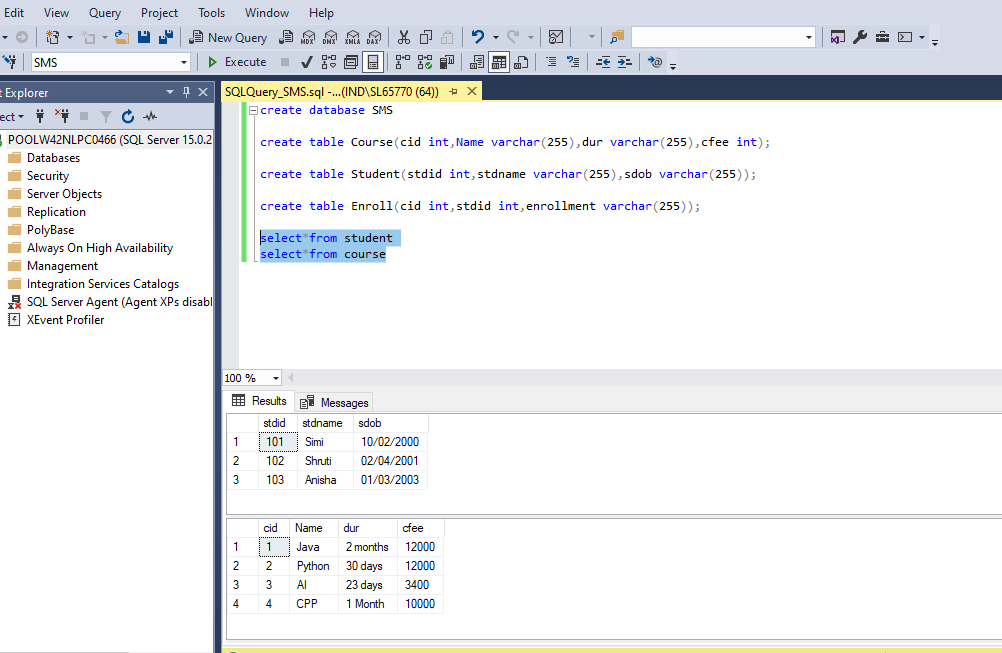 Edit View Query Project Tools Window Help
New Query MDX DMX XMLA DAX
SMS Execute
Explorer
SQLQuery_SMS.sql -...(IND\SL65770 (64))
ect
POOLW42NLPC0466 (SQL Server 15.0.2
Databases
Security
Server Objects
Replication
PolyBase
Always On High Availability
Management
Integration Services Catalogs
SQL Server Agent (Agent XPs disabl
XEvent Profiler
create database SMS
create table Course(cid int,Name varchar(255),dur varchar(255),cfee int);
create table Student(stdid int,stdname varchar(255),sdob varchar(255));
create table Enroll(cid int,stdid int,enrollment varchar(255));
select*from student
select*from course
100 %
Results Messages
stdid stdname sdob
1 101 Simi 10/02/2000
2 102 Shruti 02/04/2001
3 103 Anisha 01/03/2003
cid Name dur cfee
1 1 Java 2 months 12000
2 2 Python 30 days 12000
3 3 AI 23 days 3400
4 4 CPP 1 Month 10000